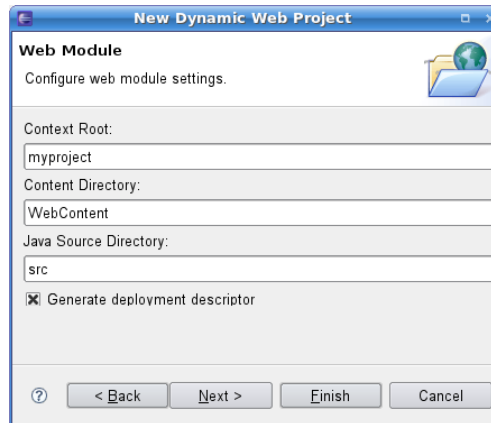 New Dynamic Web Project
Web Module
Configure web module settings.
Context Root:
myproject
Content Directory:
WebContent
Java Source Directory:
src
Generate deployment descriptor
? < Back Next > Finish Cancel